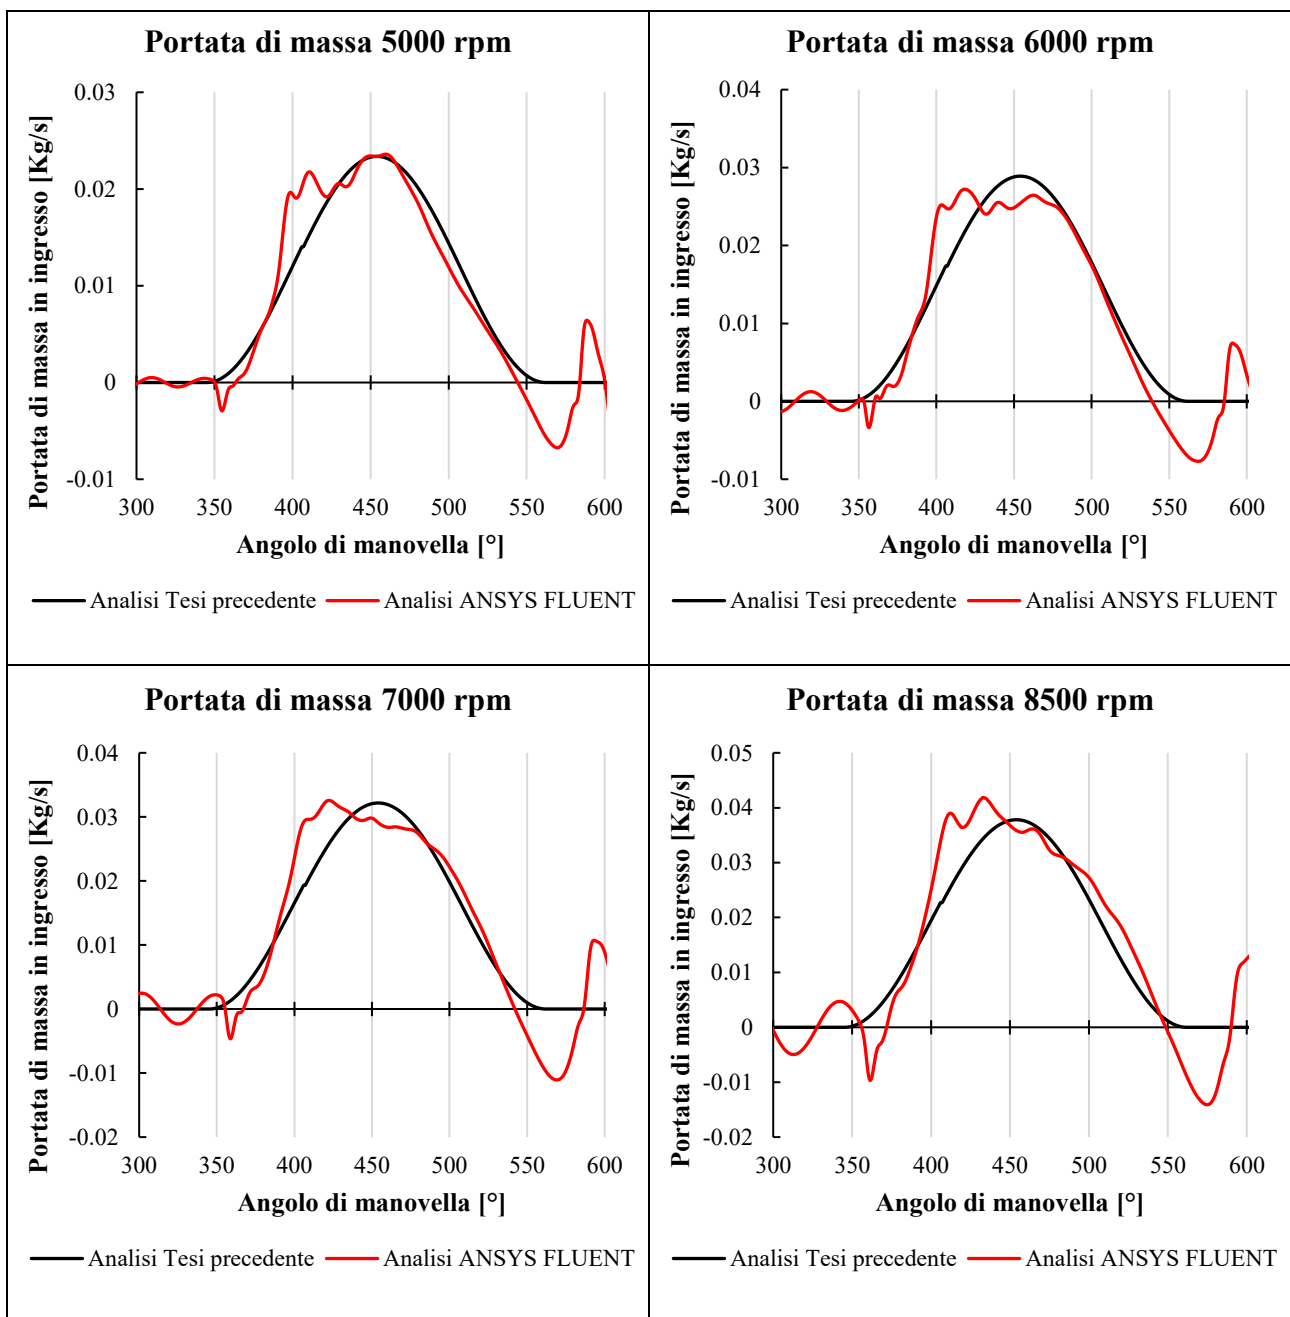 Portata di massa 5000 rpm
Portata di massa in ingresso [Kg/s]
0.03
0.02
0.01
0
-0.01
300 350 400 450 500 550 600
Angolo di manovella [°]
Analisi Tesi precedente Analisi ANSYS FLUENT
Portata di massa 6000 rpm
Portata di massa in ingresso [Kg/s]
0.04
0.03
0.02
0.01
0
-0.01
300 350 400 450 500 550 600
Angolo di manovella [°]
Analisi Tesi precedente Analisi ANSYS FLUENT
Portata di massa 7000 rpm
Portata di massa in ingresso [Kg/s]
0.04
0.03
0.02
0.01
0
-0.01
-0.02
300 350 400 450 500 550 600
Angolo di manovella [°]
Analisi Tesi precedente Analisi ANSYS FLUENT
Portata di massa 8500 rpm
Portata di massa in ingresso [Kg/s]
0.05
0.04
0.03
0.02
0.01
0
-0.01
-0.02
300 350 400 450 500 550 600
Angolo di manovella [°]
Analisi Tesi precedente Analisi ANSYS FLUENT